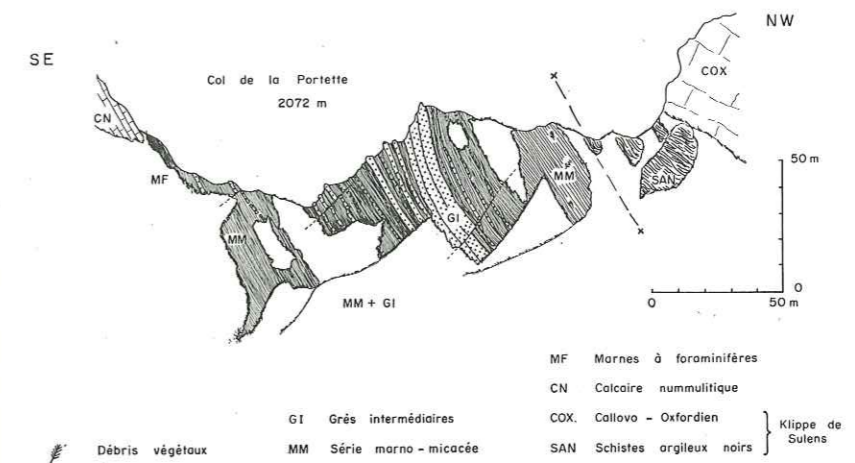 SE
NW
Col de la Portette
2072 m
CN
COX
MF
50 m
MM
SAN
GI
MM
0
0 50 m
MM + GI
MF Marnes à foraminifères
CN Calcaire nummulitique
GI Grés intermédiaires
COX. Callovo - Oxfordien
Klippe de
Sulens
Débris végétaux
MM Série marno - micacée
SAN Schistes argileux noirs